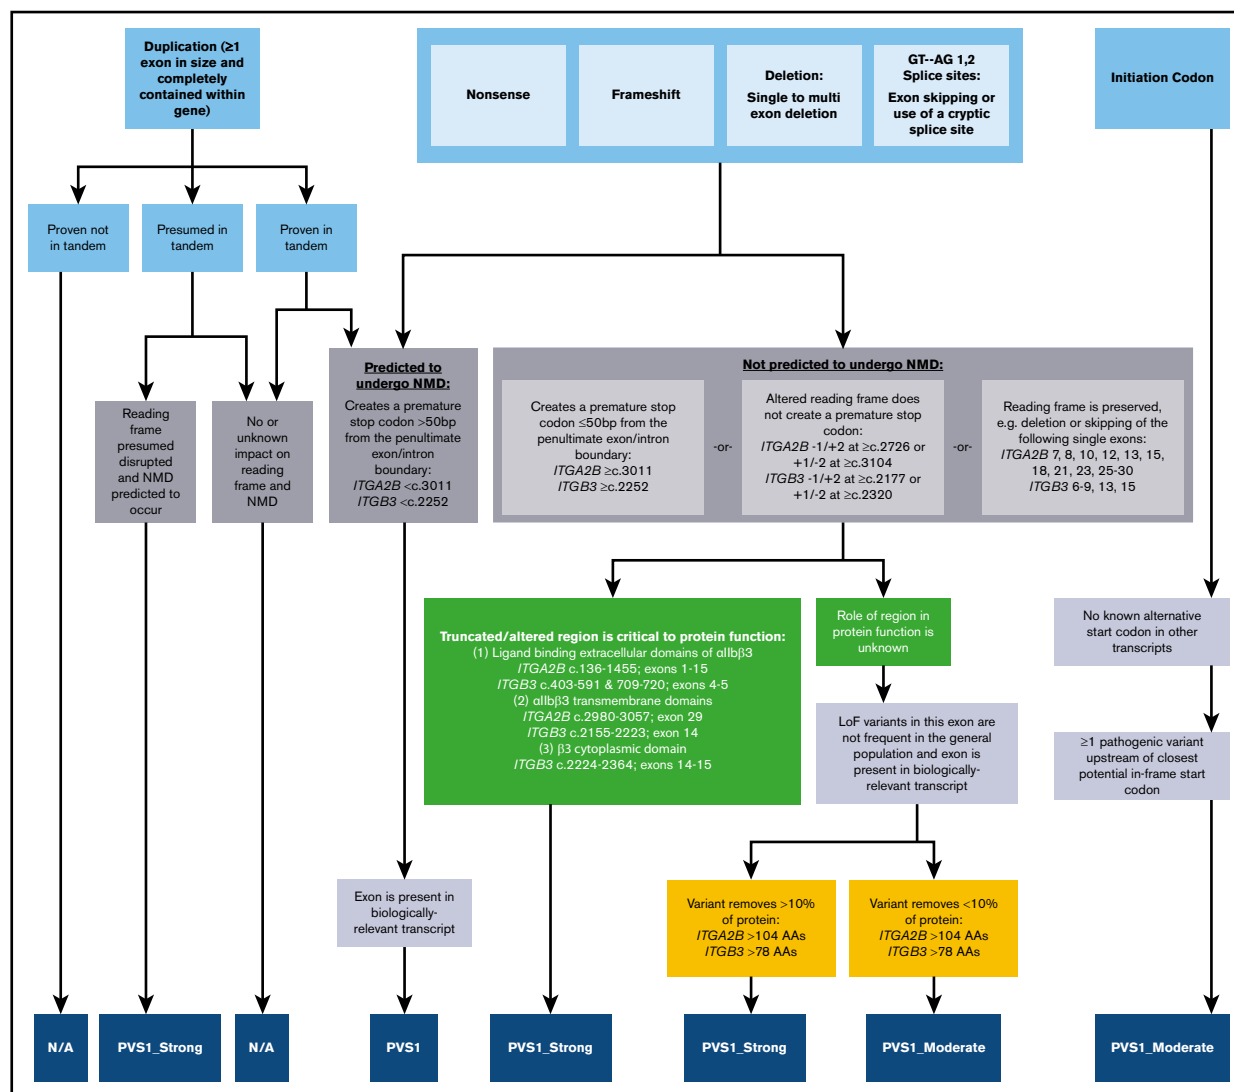 Duplication (≥1
exon in size and
completely
contained within
gene)
Nonsense
Frameshift
Deletion:
Single to multi
exon deletion
GT--AG 1,2
Splice sites:
Exon skipping or
use of a cryptic
splice site
Initiation Codon
Proven not
in tandem
Presumed in
tandem
Proven in
tandem
Reading
frame
presumed
disrupted
and NMD
predicted to
occur
No or
unknown
impact on
reading
frame and
NMD
Predicted to
undergo NMD:
Creates a premature
stop codon >50bp
from the penultimate
exon/intron
boundary:
ITGA2B <c.3011
ITGB3 <c.2252
Not predicted to undergo NMD:
Creates a premature stop
codon ≤50bp from the
penultimate exon/intron
boundary:
ITGA2B ≥c.3011
ITGB3 ≥c.2252
-or-
Altered reading frame does
not create a premature stop
codon:
ITGA2B -1/+2 at ≥c.2726 or
+1/-2 at ≥c.3104
ITGB3 -1/+2 at ≥c.2177 or
+1/-2 at ≥c.2320
-or-
Reading frame is preserved,
e.g. deletion or skipping of the
following single exons:
ITGA2B 7, 8, 10, 12, 13, 15,
18, 21, 23, 25-30
ITGB3 6-9, 13, 15
Truncated/altered region is critical to protein function:
(1) Ligand binding extracellular domains of αIIbβ3
ITGA2B c.136-1455; exons 1-15
ITGB3 c.403-591 & 709-720; exons 4-5
(2) αIIbβ3 transmembrane domains
ITGA2B c.2980-3057; exon 29
ITGB3 c.2155-2223; exon 14
(3) β3 cytoplasmic domain
ITGB3 c.2224-2364; exons 14-15
Role of region in
protein function is
unknown
No known alternative
start codon in other
transcripts
LoF variants in this exon are
not frequent in the general
population and exon is
present in biologically-
relevant transcript
≥1 pathogenic variant
upstream of closest
potential in-frame start
codon
Exon is present in
biologically-
relevant transcript
Variant removes >10%
of protein:
ITGA2B >104 AAs
ITGB3 >78 AAs
Variant removes <10%
of protein:
ITGA2B >104 AAs
ITGB3 >78 AAs
N/A
PVS1_Strong
N/A
PVS1
PVS1_Strong
PVS1_Strong
PVS1_Moderate
PVS1_Moderate